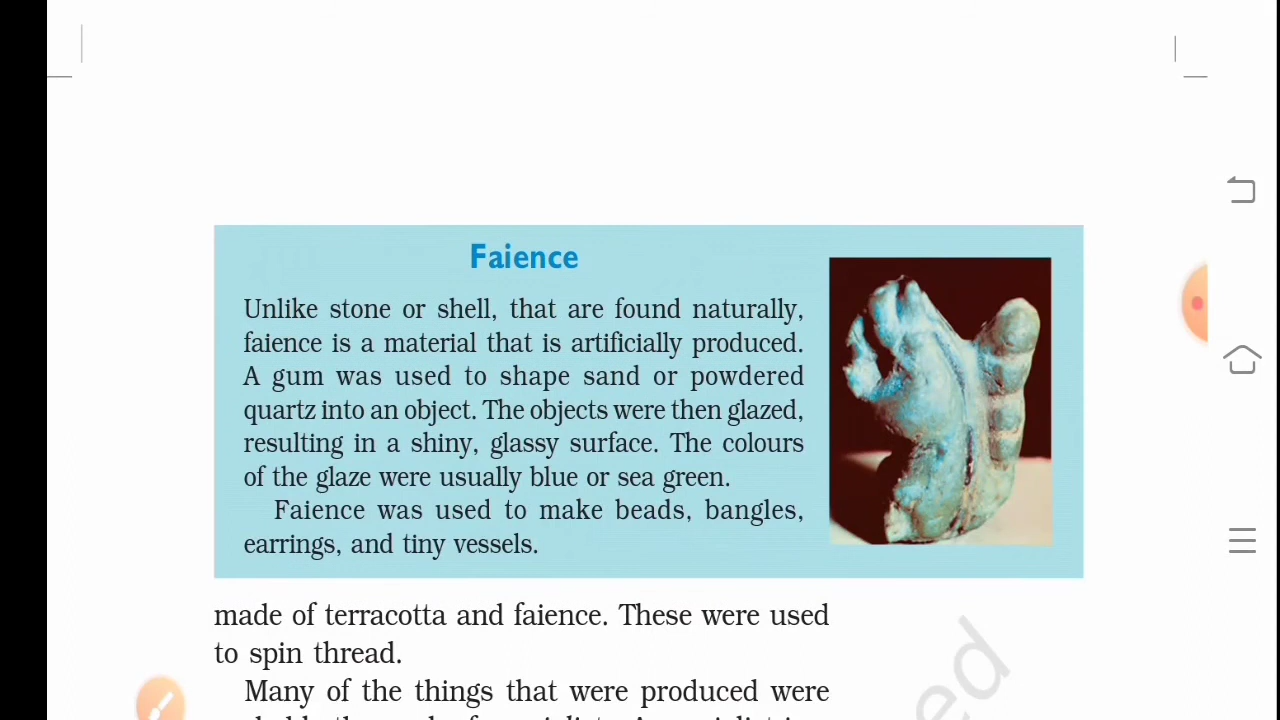 Faience
Unlike stone or shell, that are found naturally,
faience is a material that is artificially produced.
A gum was used to shape sand or powdered
quartz into an object. The objects were then glazed,
resulting in a shiny, glassy surface. The colours
of the glaze were usually blue or sea green.
Faience was used to make beads, bangles,
earrings, and tiny vessels.
made of terracotta and faience. These were used
to spin thread.
Many of the things that were produced were